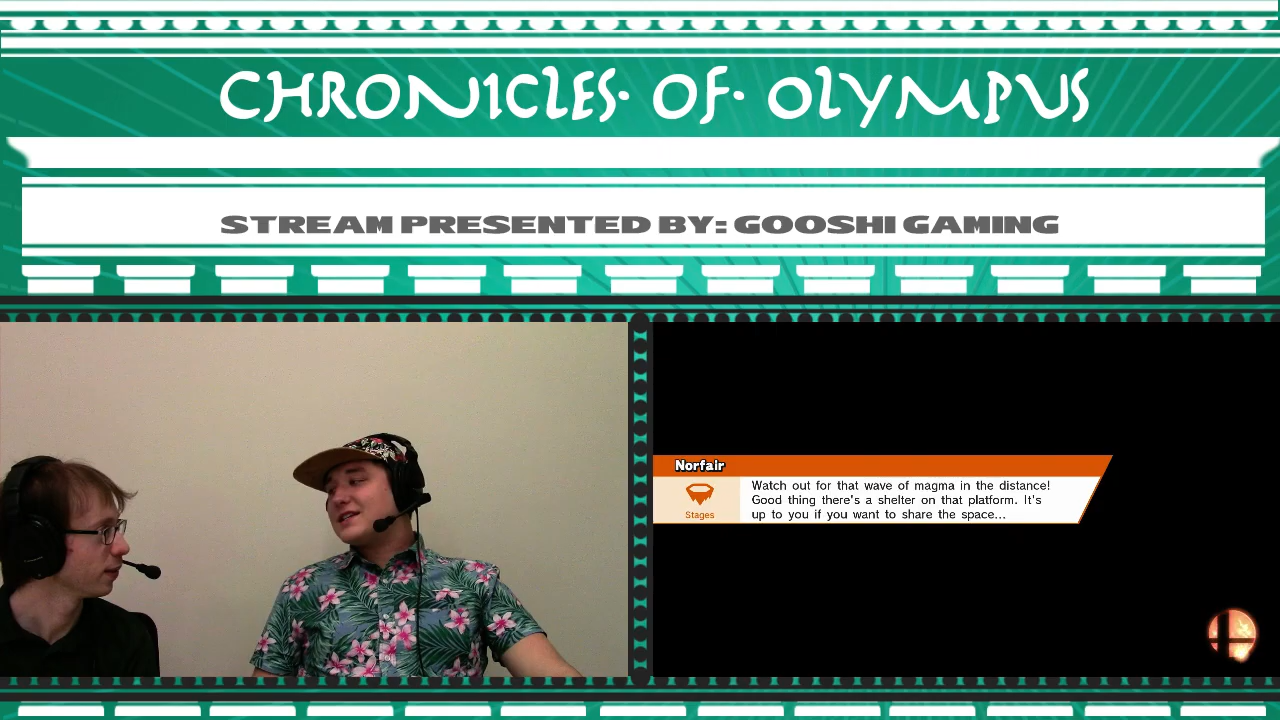 CHRONICLES· OF· OLYMPUS
STREAM PRESENTED BY: GOOSHI GAMING
Norfair
Watch out for that wave of magma in the distance!
Good thing there's a shelter on that platform. It's
up to you if you want to share the space...
Stages